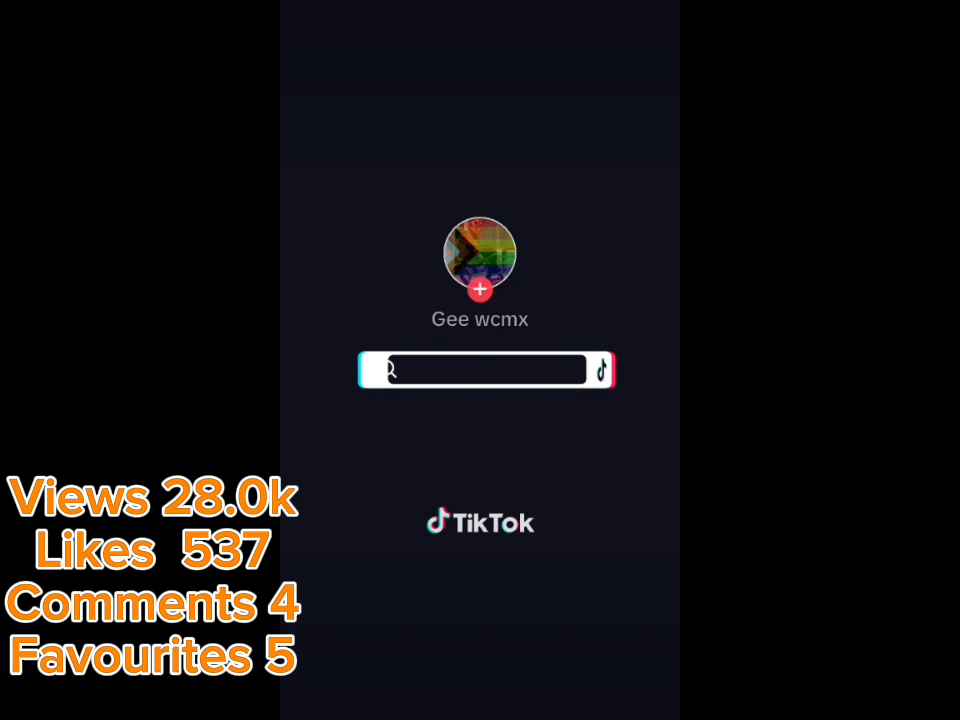 Gee wcmx
TikTok
Views 28.0k
Likes 537
Comments 4
Favourites 5